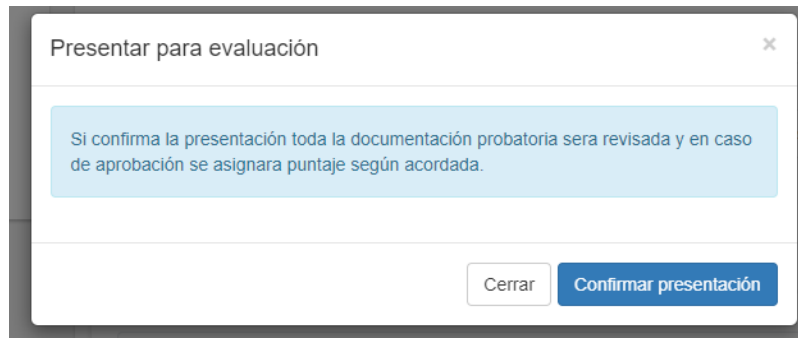 Presentar para evaluación
×
Si confirma la presentación toda la documentación probatoria sera revisada y en caso
de aprobación se asignara puntaje según acordada.
Cerrar
Confirmar presentación